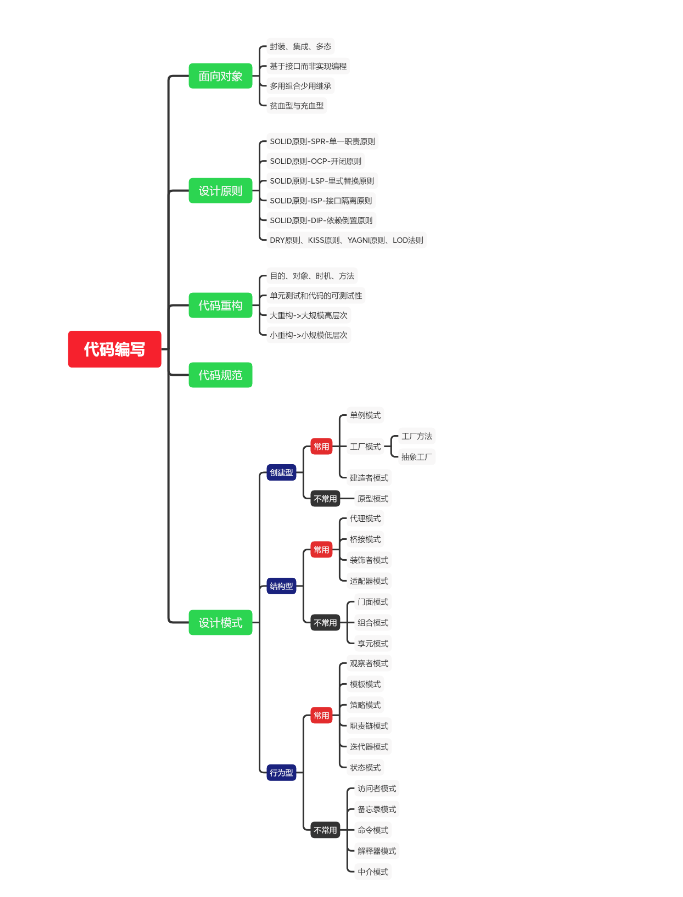 代码编写
面向对象
封装、集成、多态
基于接口而非实现编程
多用组合少用继承
贫血型与充血型
设计原则
SOLID原则-SPR-单一职责原则
SOLID原则-OCP-开闭原则
SOLID原则-LSP-里式替换原则
SOLID原则-ISP-接口隔离原则
SOLID原则-DIP-依赖倒置原则
DRY原则、KISS原则、YAGNI原则、LOD法则
代码重构
目的、对象、时机、方法
单元测试和代码的可测试性
大重构->大规模高层次
小重构->小规模低层次
代码规范
设计模式
创建型
常用
单例模式
工厂模式
工厂方法
抽象工厂
建造者模式
不常用
原型模式
结构型
常用
代理模式
桥接模式
装饰者模式
适配器模式
不常用
门面模式
组合模式
享元模式
行为型
常用
观察者模式
模板模式
策略模式
职责链模式
迭代器模式
状态模式
不常用
访问者模式
备忘录模式
命令模式
解释器模式
中介模式